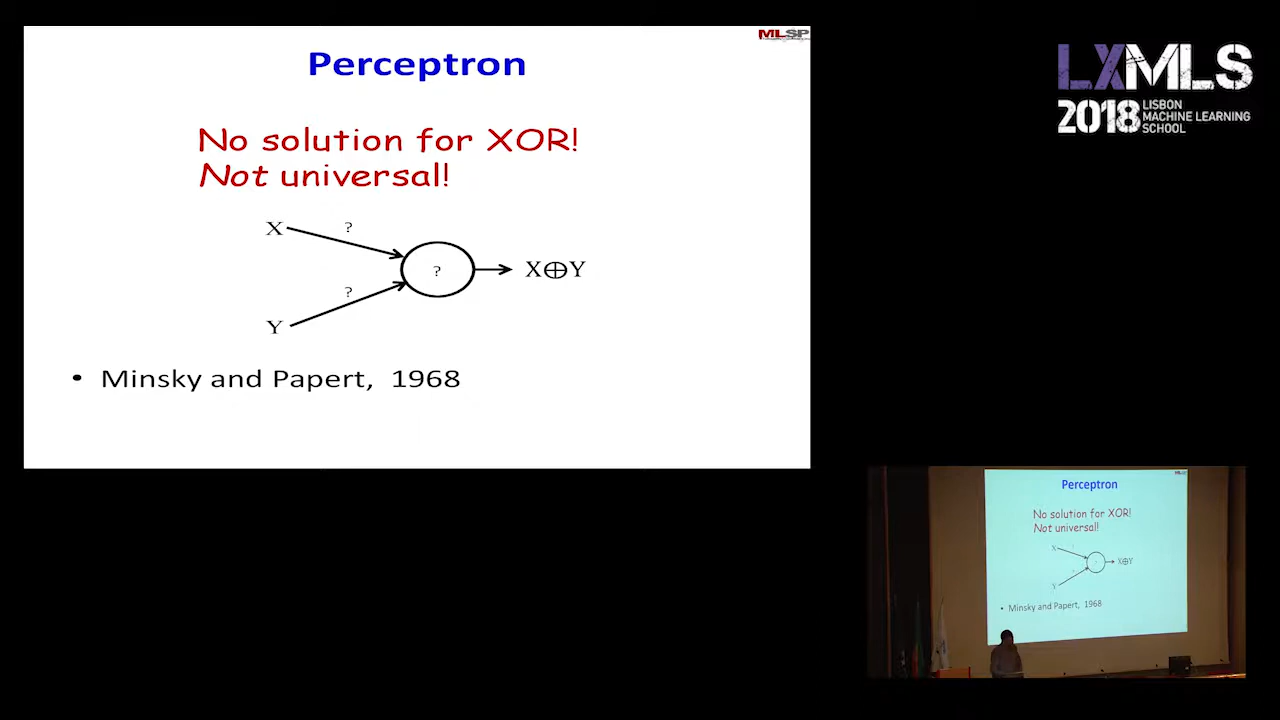 MLSP
Perceptron
No solution for XOR!
Not universal!
X
?
?
?
Y
X⊕Y
• Minsky and Papert, 1968
LXMLS
2018 LISBON
MACHINE LEARNING
SCHOOL
Perceptron
No solution for XOR!
Not universal!
X
Y
X⊕Y
• Minsky and Papert, 1968